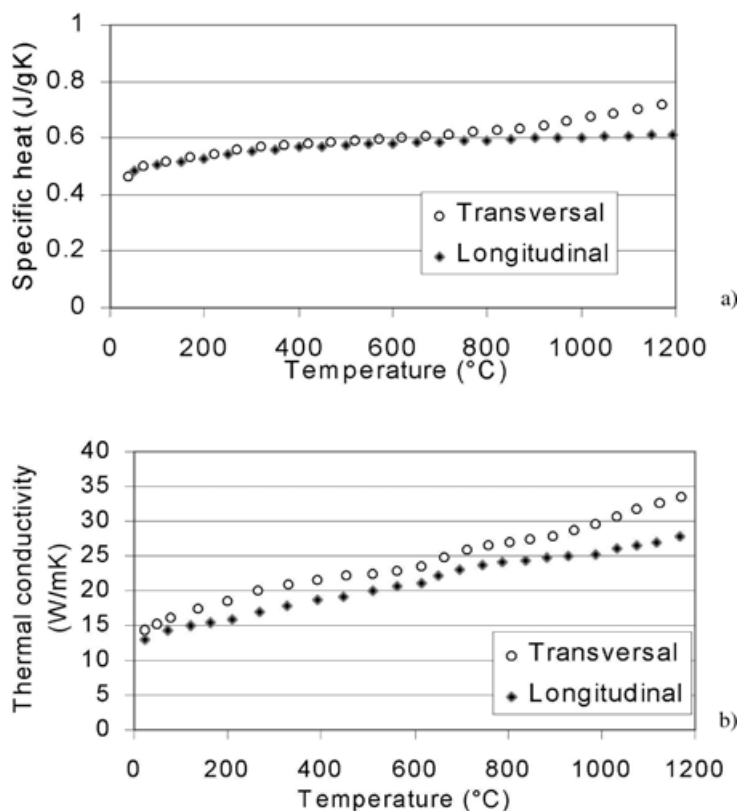 Specific heat (J/gK)
1
0.8
0.6
0.4
0.2
0
Transversal
Longitudinal
0 200 400 600 800 1000 1200
Temperature (°C)
a)
Thermal conductivity
(W/mK)
40
35
30
25
20
15
10
5
0
Transversal
Longitudinal
0 200 400 600 800 1000 1200
Temperature (°C)
b)